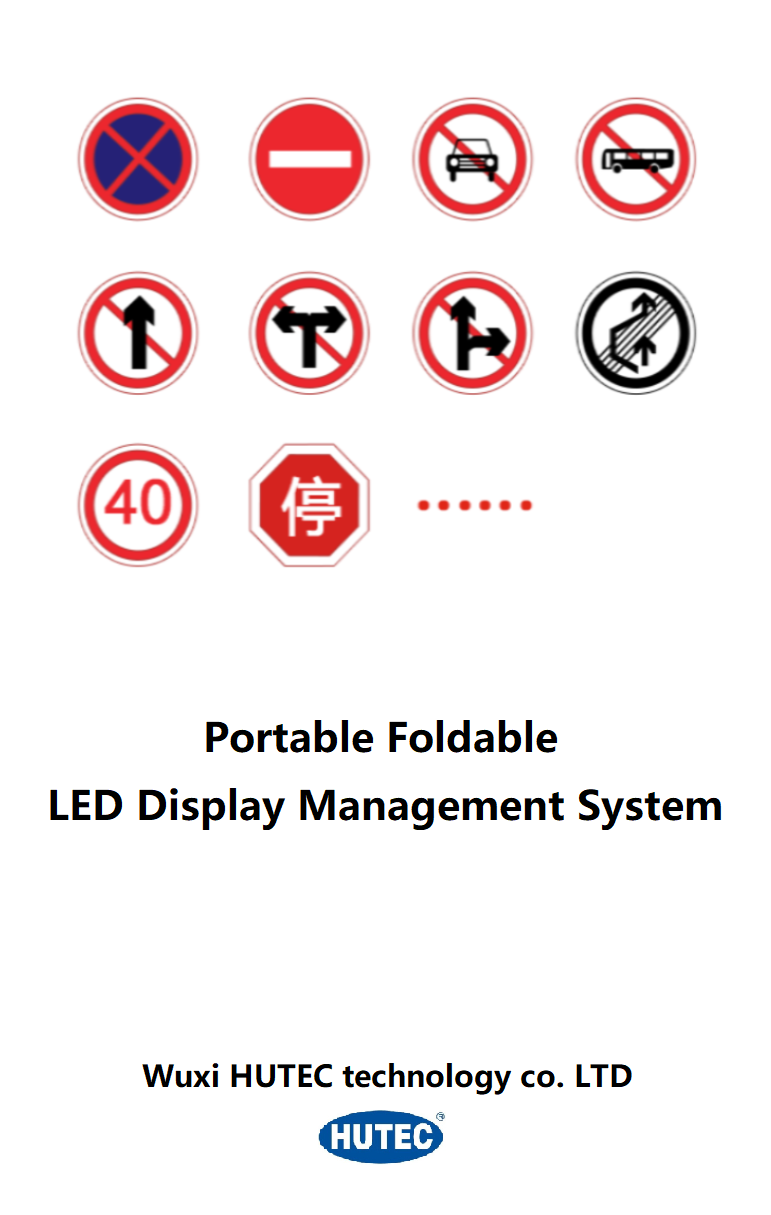 40
停
Portable Foldable
LED Display Management System
Wuxi HUTEC technology co. LTD
HUTEC®